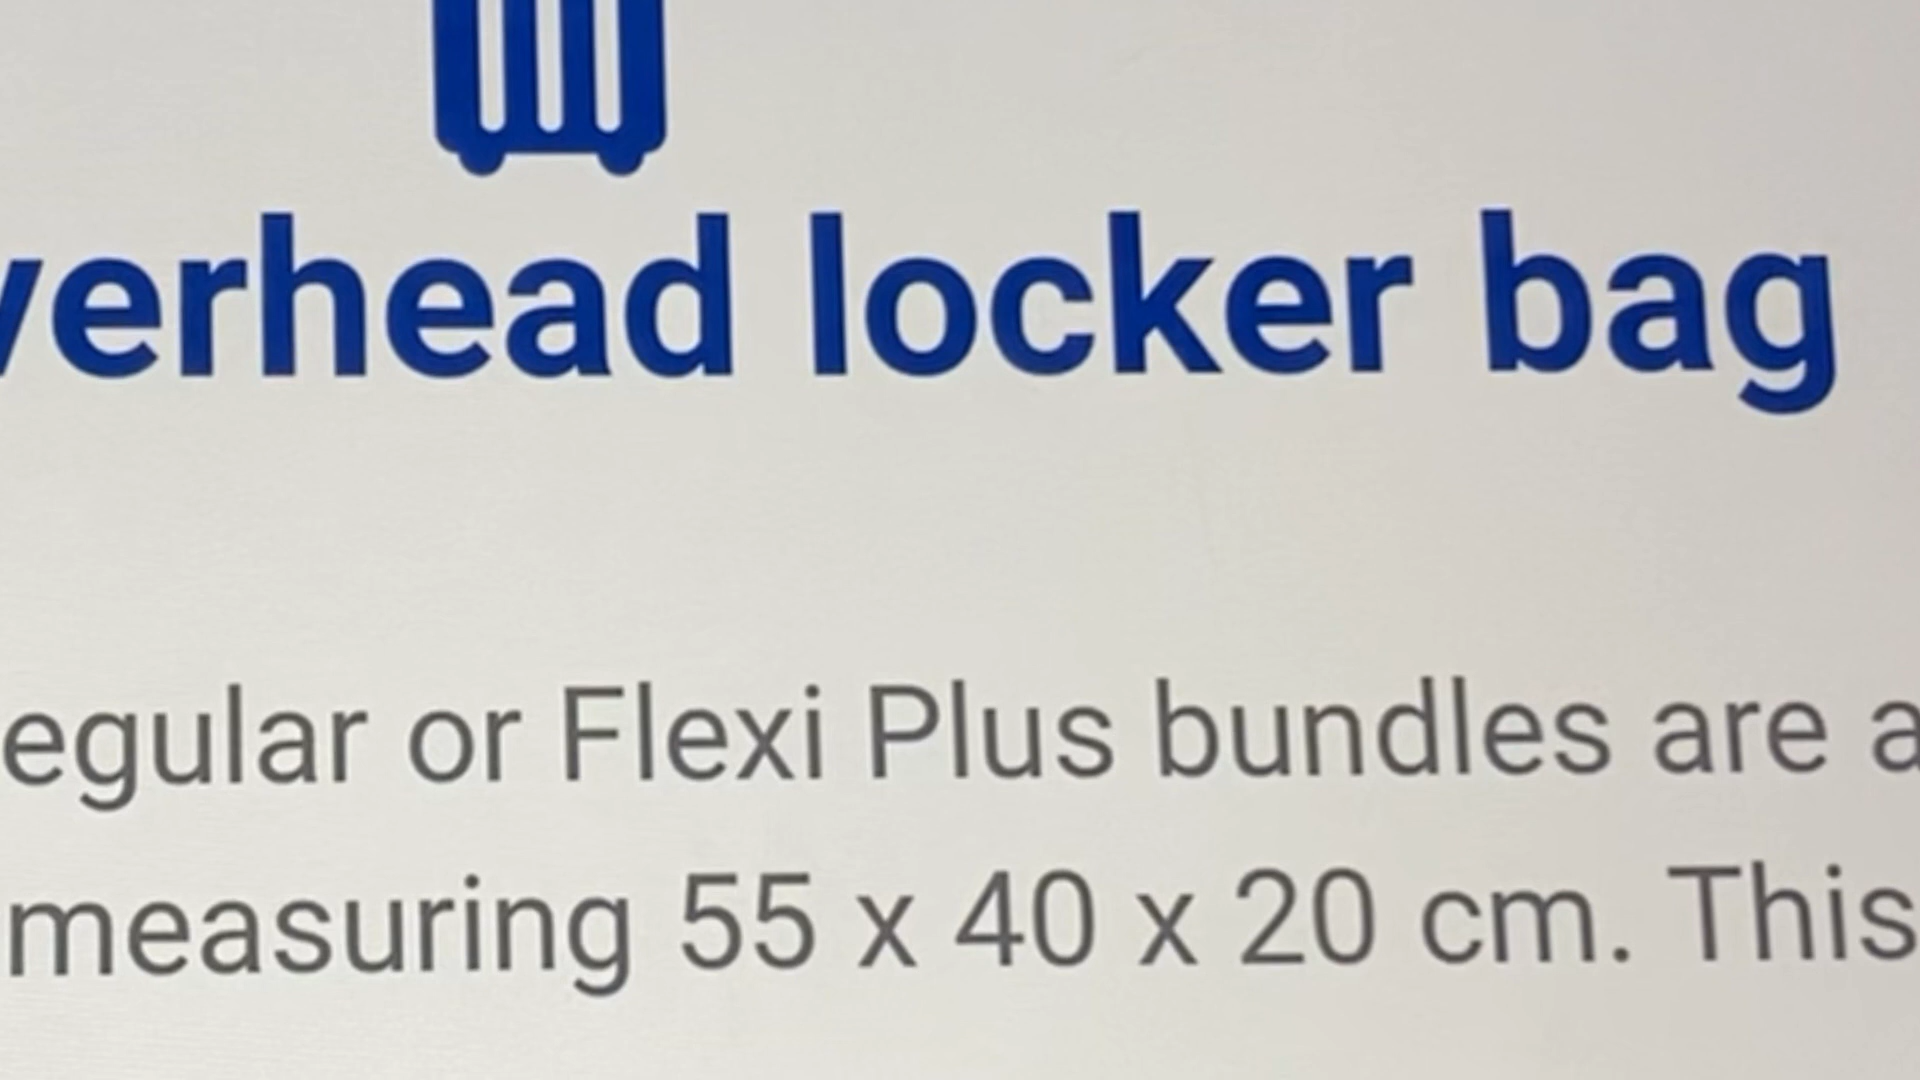 verhead locker bag
egular or Flexi Plus bundles are a
measuring 55 x 40 x 20 cm. This